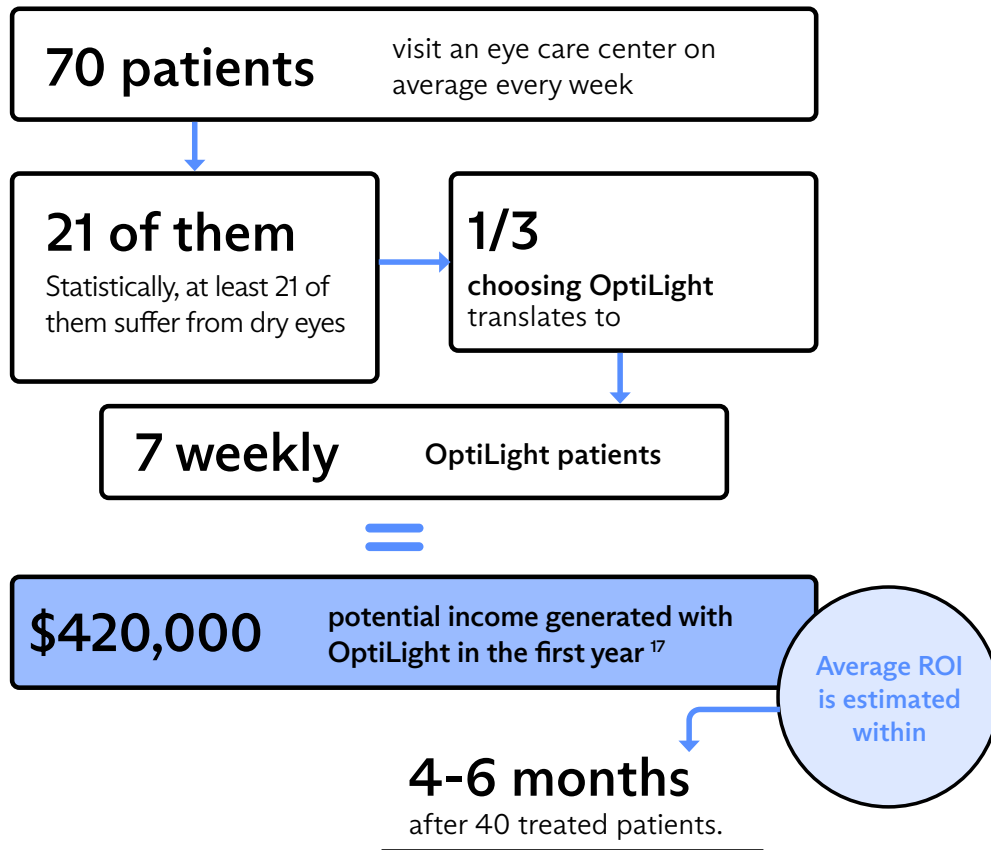 70 patients
visit an eye care center on
average every week
21 of them
Statistically, at least 21 of
them suffer from dry eyes
1/3
choosing OptiLight
translates to
7 weekly
OptiLight patients
=
$420,000
potential income generated with
OptiLight in the first year 17
Average ROI
is estimated
within
4-6 months
after 40 treated patients.